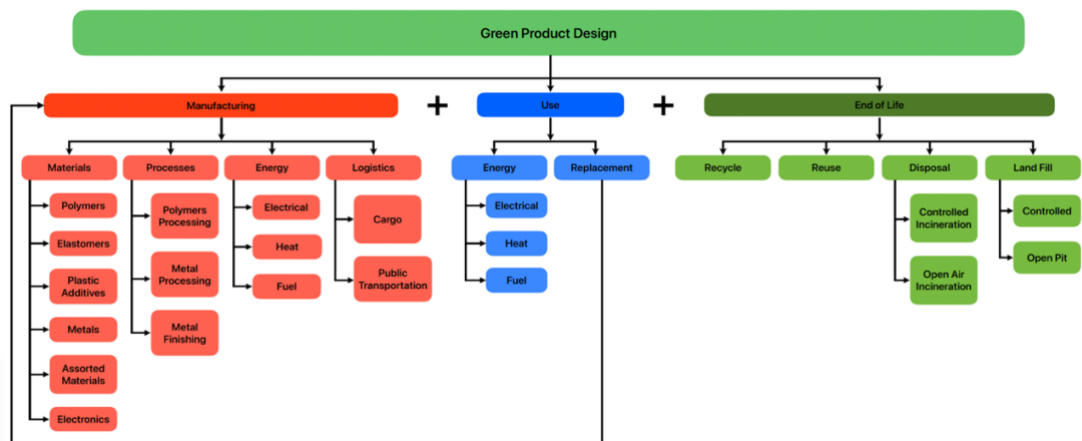 Green Product Design
Manufacturing
+
Use
+
End of Life
Materials
Processes
Energy
Logistics
Energy
Replacement
Recycle
Reuse
Disposal
Land Fill
Polymers
Elastomers
Plastic
Additives
Metals
Assorted
Materials
Electronics
Polymers
Processing
Metal
Processing
Metal
Finishing
Electrical
Heat
Fuel
Cargo
Public
Transportation
Electrical
Heat
Fuel
Controlled
Incineration
Open Air
Incineration
Controlled
Open Pit